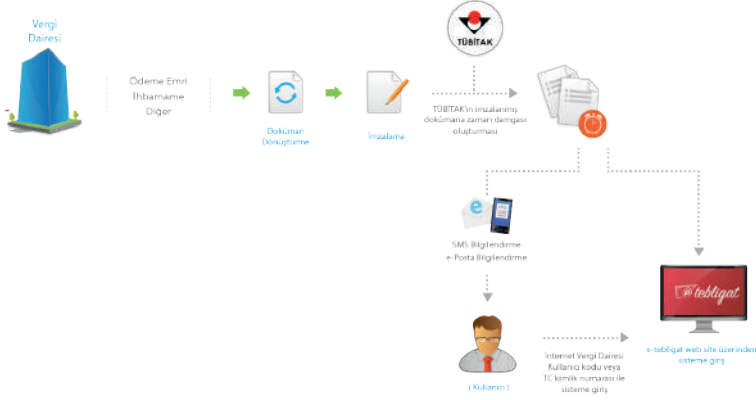 Vergi
Dairesi
Ödeme Emri
İhbarname
Diğer
Doküman
Dönüştürme
İmzalama
TÜBİTAK
TÜBİTAK'ın imzalanmış
dokümana zaman damgası
oluşturması
SMS Bilgilendirme
e-Posta Bilgilendirme
( Kullanıcı )
İnternet Vergi Dairesi
Kullanıcı kodu veya
TC kimlik numarası ile
sisteme giriş
e tebligat
e-tebligat web site üzerinden
sisteme giriş